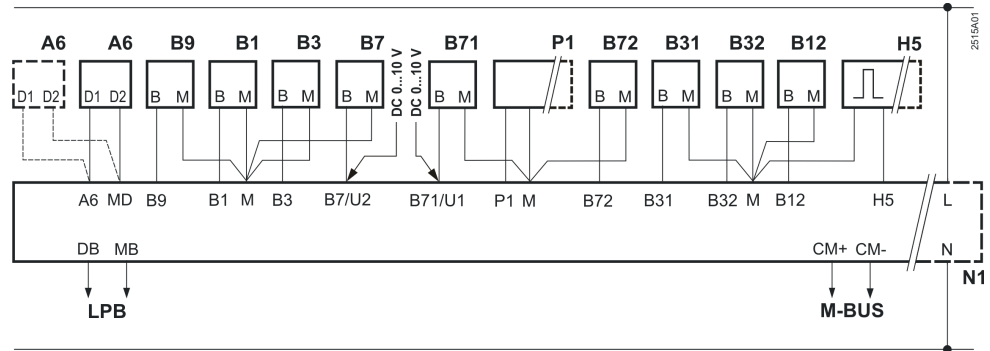 2515A01
A6 A6 B9 B1 B3 B7 B71 P1 B72 B31 B32 B12 H5
DC 0...10 V
DC 0...10 V
D1 D2 D1 D2 B M B M B M B M B M B M B M B M B M
A6 MD B9 B1 M B3 B7/U2 B71/U1 P1 M B72 B31 B32 M B12 H5 L
DB MB CM+ CM- N
N1
LPB M-BUS